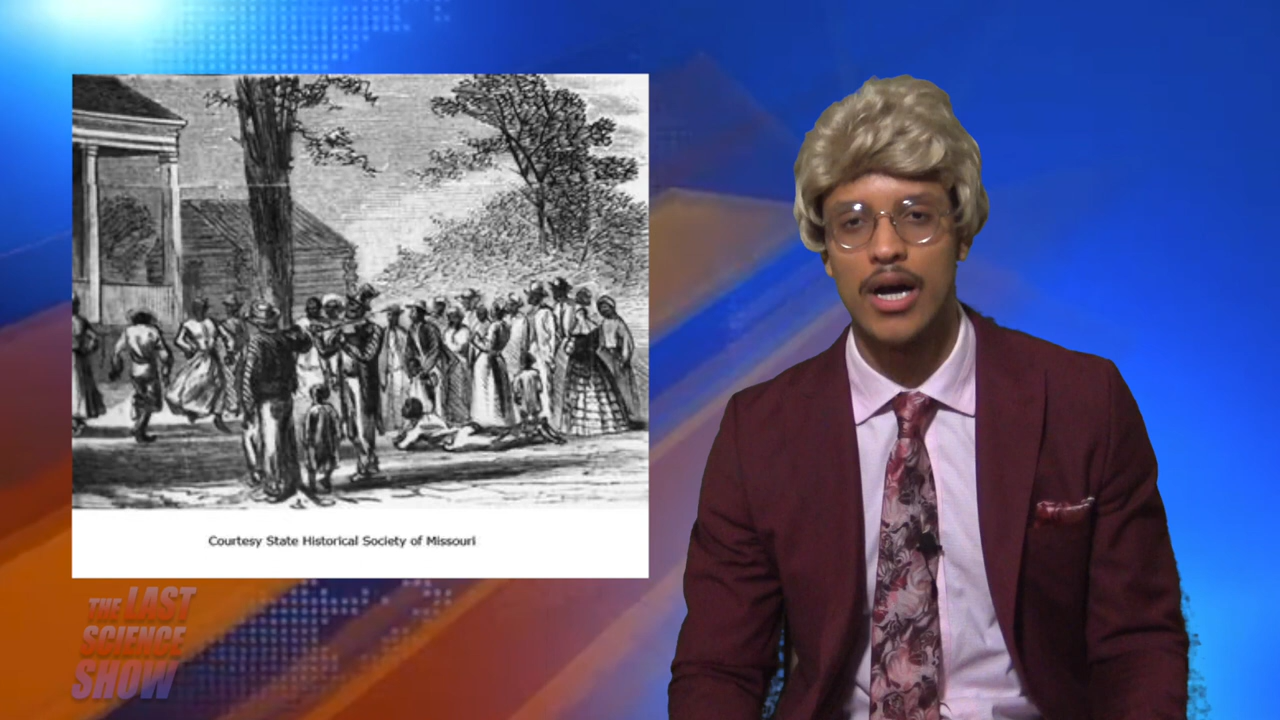 Courtesy State Historical Society of Missouri
THE LAST
SCIENCE
SHOW